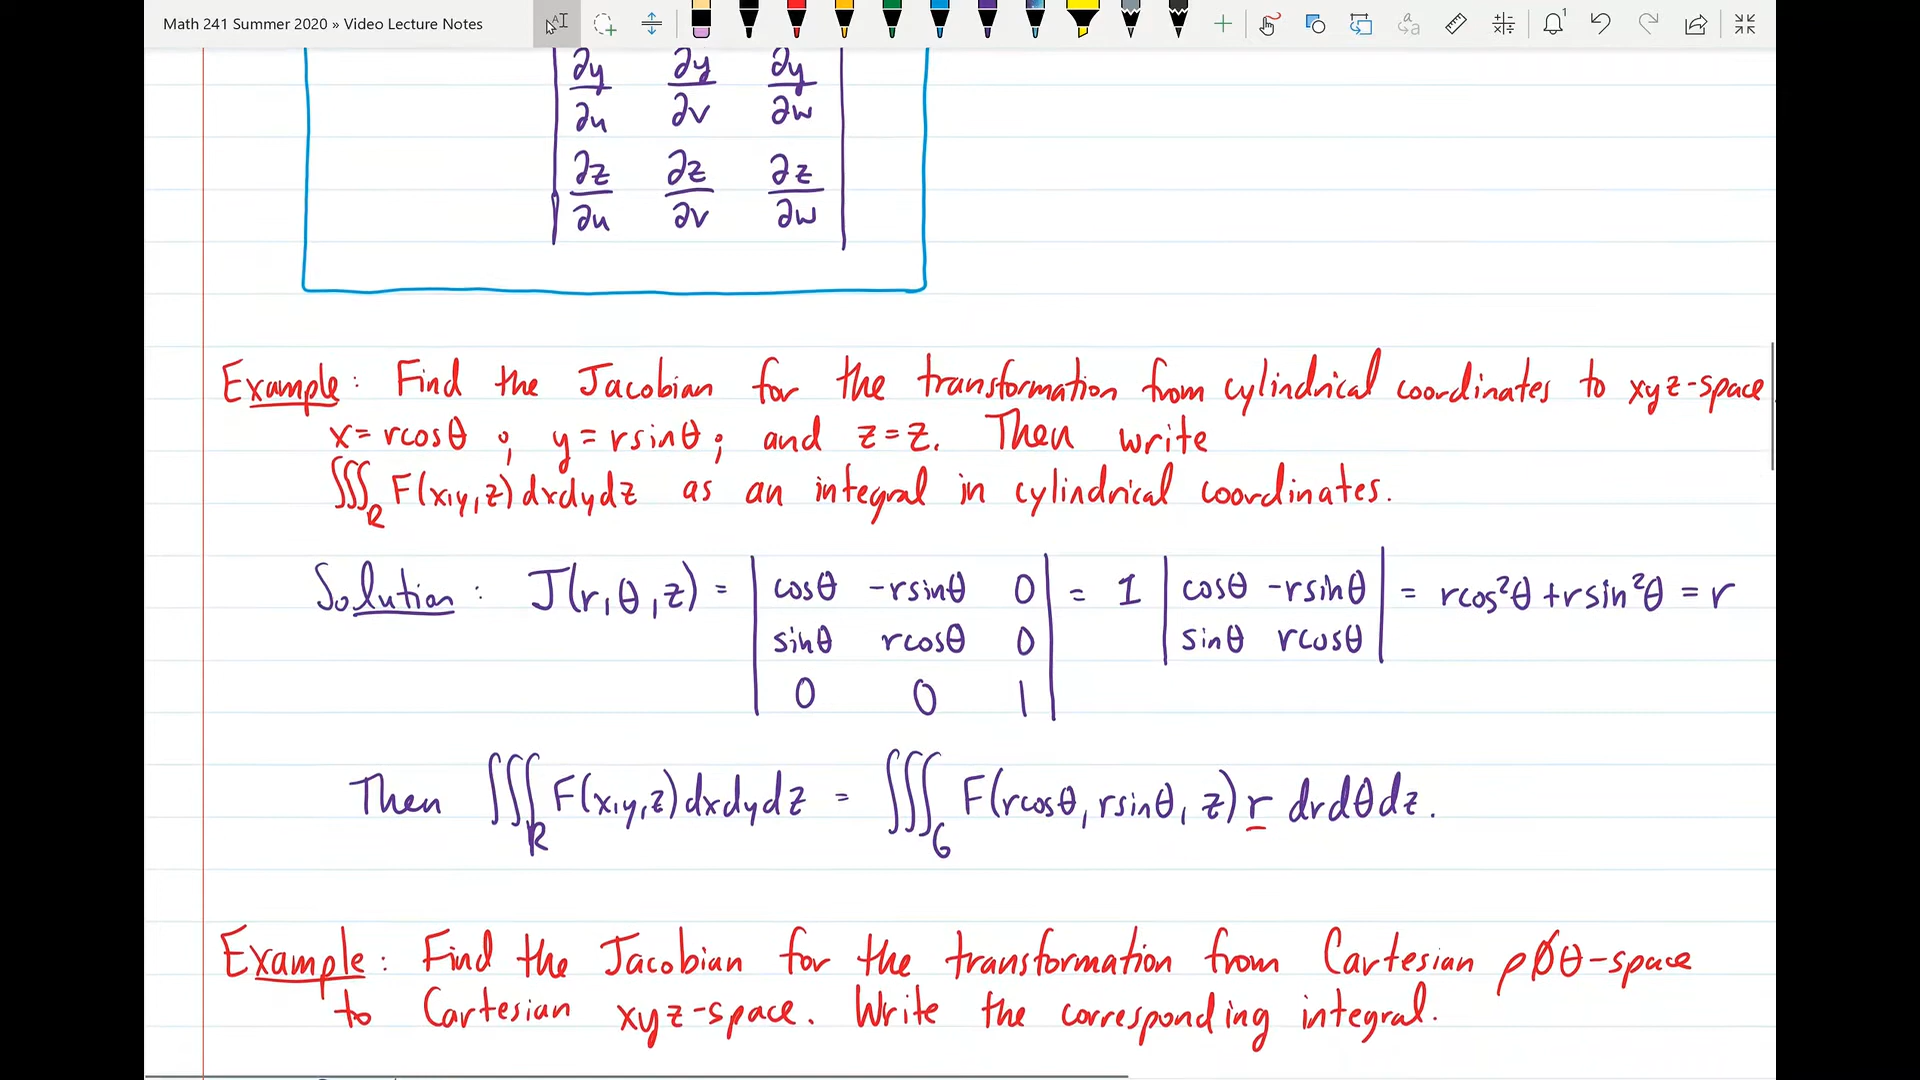 Math 241 Summer 2020 » Video Lecture Notes
∂y/∂u ∂y/∂v ∂y/∂w
∂z/∂u ∂z/∂v ∂z/∂w
Example: Find the Jacobian for the transformation from cylindrical coordinates to xyz-space
x = rcosθ; y = rsinθ; and z = z. Then write
∭_R F(x,y,z) dxdydz as an integral in cylindrical coordinates.
Solution: J(r,θ,z) = | cosθ -rsinθ 0 | = 1 | cosθ -rsinθ | = rcos²θ + rsin²θ = r
| sinθ rcosθ 0 | | sinθ rcosθ |
| 0 0 1 |
Then ∭_R F(x,y,z) dxdydz = ∭_G F(rcosθ, rsinθ, z) r drdθdz.
Example: Find the Jacobian for the transformation from Cartesian ρØθ-space
to Cartesian xyz-space. Write the corresponding integral.